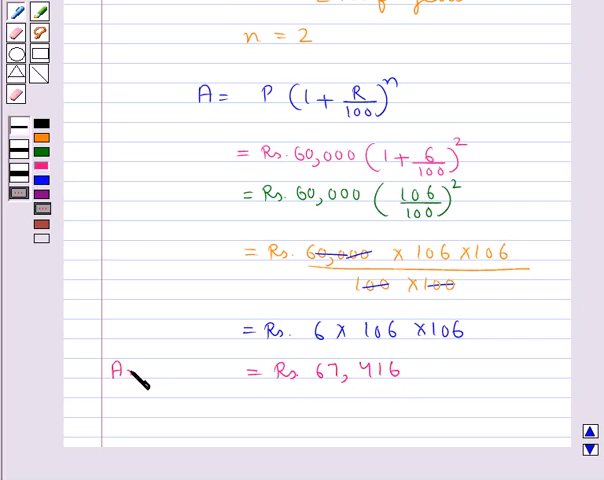 n = 2
A = P (1 + R/100)^n
= Rs. 60,000 (1 + 6/100)^2
= Rs. 60,000 (106/100)^2
= Rs. 60,000 × 106 × 106
100 × 100
= Rs. 6 × 106 × 106
A = Rs. 67,416